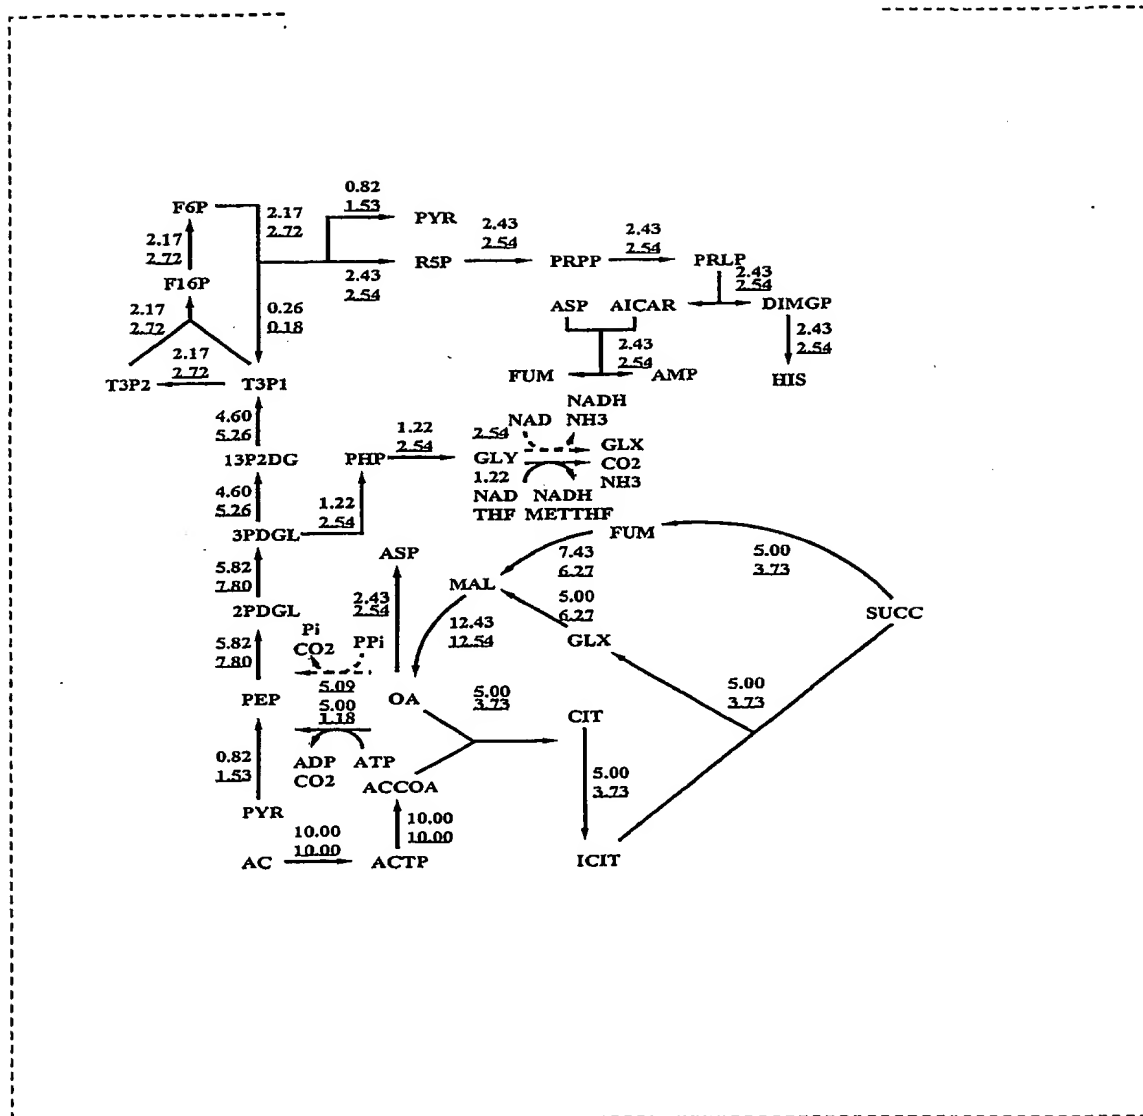 0.82
1.53
F6P
2.17
2.72
PYR
2.43
2.54
2.43
2.54
2.17
2.72
R5P
PRPP
PRLP
2.43
2.54
F16P
2.43
2.54
ASP
AICAR
DIMGP
2.17
2.72
0.26
0.18
2.43
2.54
2.43
2.54
2.17
2.72
T3P2
T3P1
FUM
AMP
HIS
NADH
NH3
4.60
5.26
1.22
2.54
2.54
NAD
GLX
13P2DG
PHP
GLY
CO2
1.22
NH3
4.60
5.26
NAD
NADH
1.22
2.54
THF
METTHF
3PDGL
FUM
ASP
7.43
6.27
5.00
3.73
5.82
7.80
MAL
2.43
2.54
5.00
6.27
2PDGL
SUCC
12.43
12.54
Pi
CO2
PPi
GLX
5.82
7.80
5.09
5.00
3.73
5.00
3.73
PEP
OA
5.00
1.18
CIT
0.82
1.53
ADP
CO2
ATP
ACCOA
5.00
3.73
PYR
10.00
10.00
10.00
10.00
AC
ACTP
ICIT